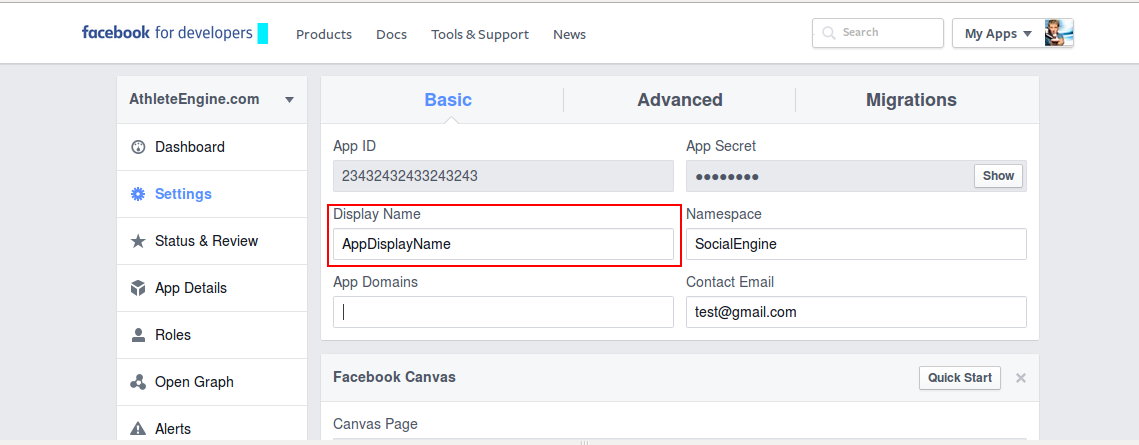 facebook for developers Products Docs Tools & Support News Search My Apps
AthleteEngine.com
Dashboard
Settings
Status & Review
App Details
Roles
Open Graph
Alerts
Basic Advanced Migrations
App ID App Secret
23432432433243243 ●●●●●●●● Show
Display Name Namespace
AppDisplayName SocialEngine
App Domains Contact Email
test@gmail.com
Facebook Canvas Quick Start
Canvas Page